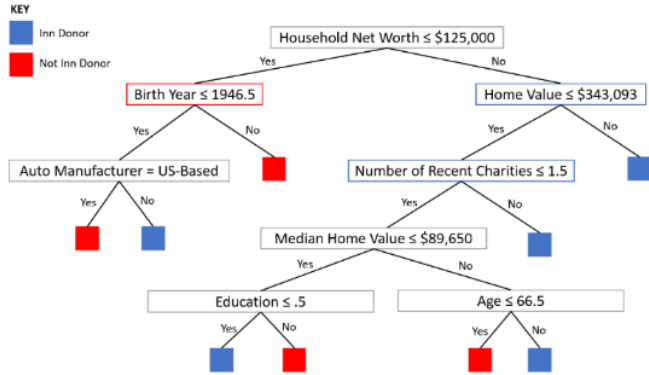 KEY
Inn Donor
Not Inn Donor
Household Net Worth ≤ $125,000
Yes
No
Birth Year ≤ 1946.5
Home Value ≤ $343,093
Yes
No
Yes
No
Auto Manufacturer = US-Based
Number of Recent Charities ≤ 1.5
Yes
No
Yes
No
Median Home Value ≤ $89,650
Yes
No
Education ≤ .5
Age ≤ 66.5
Yes
No
Yes
No